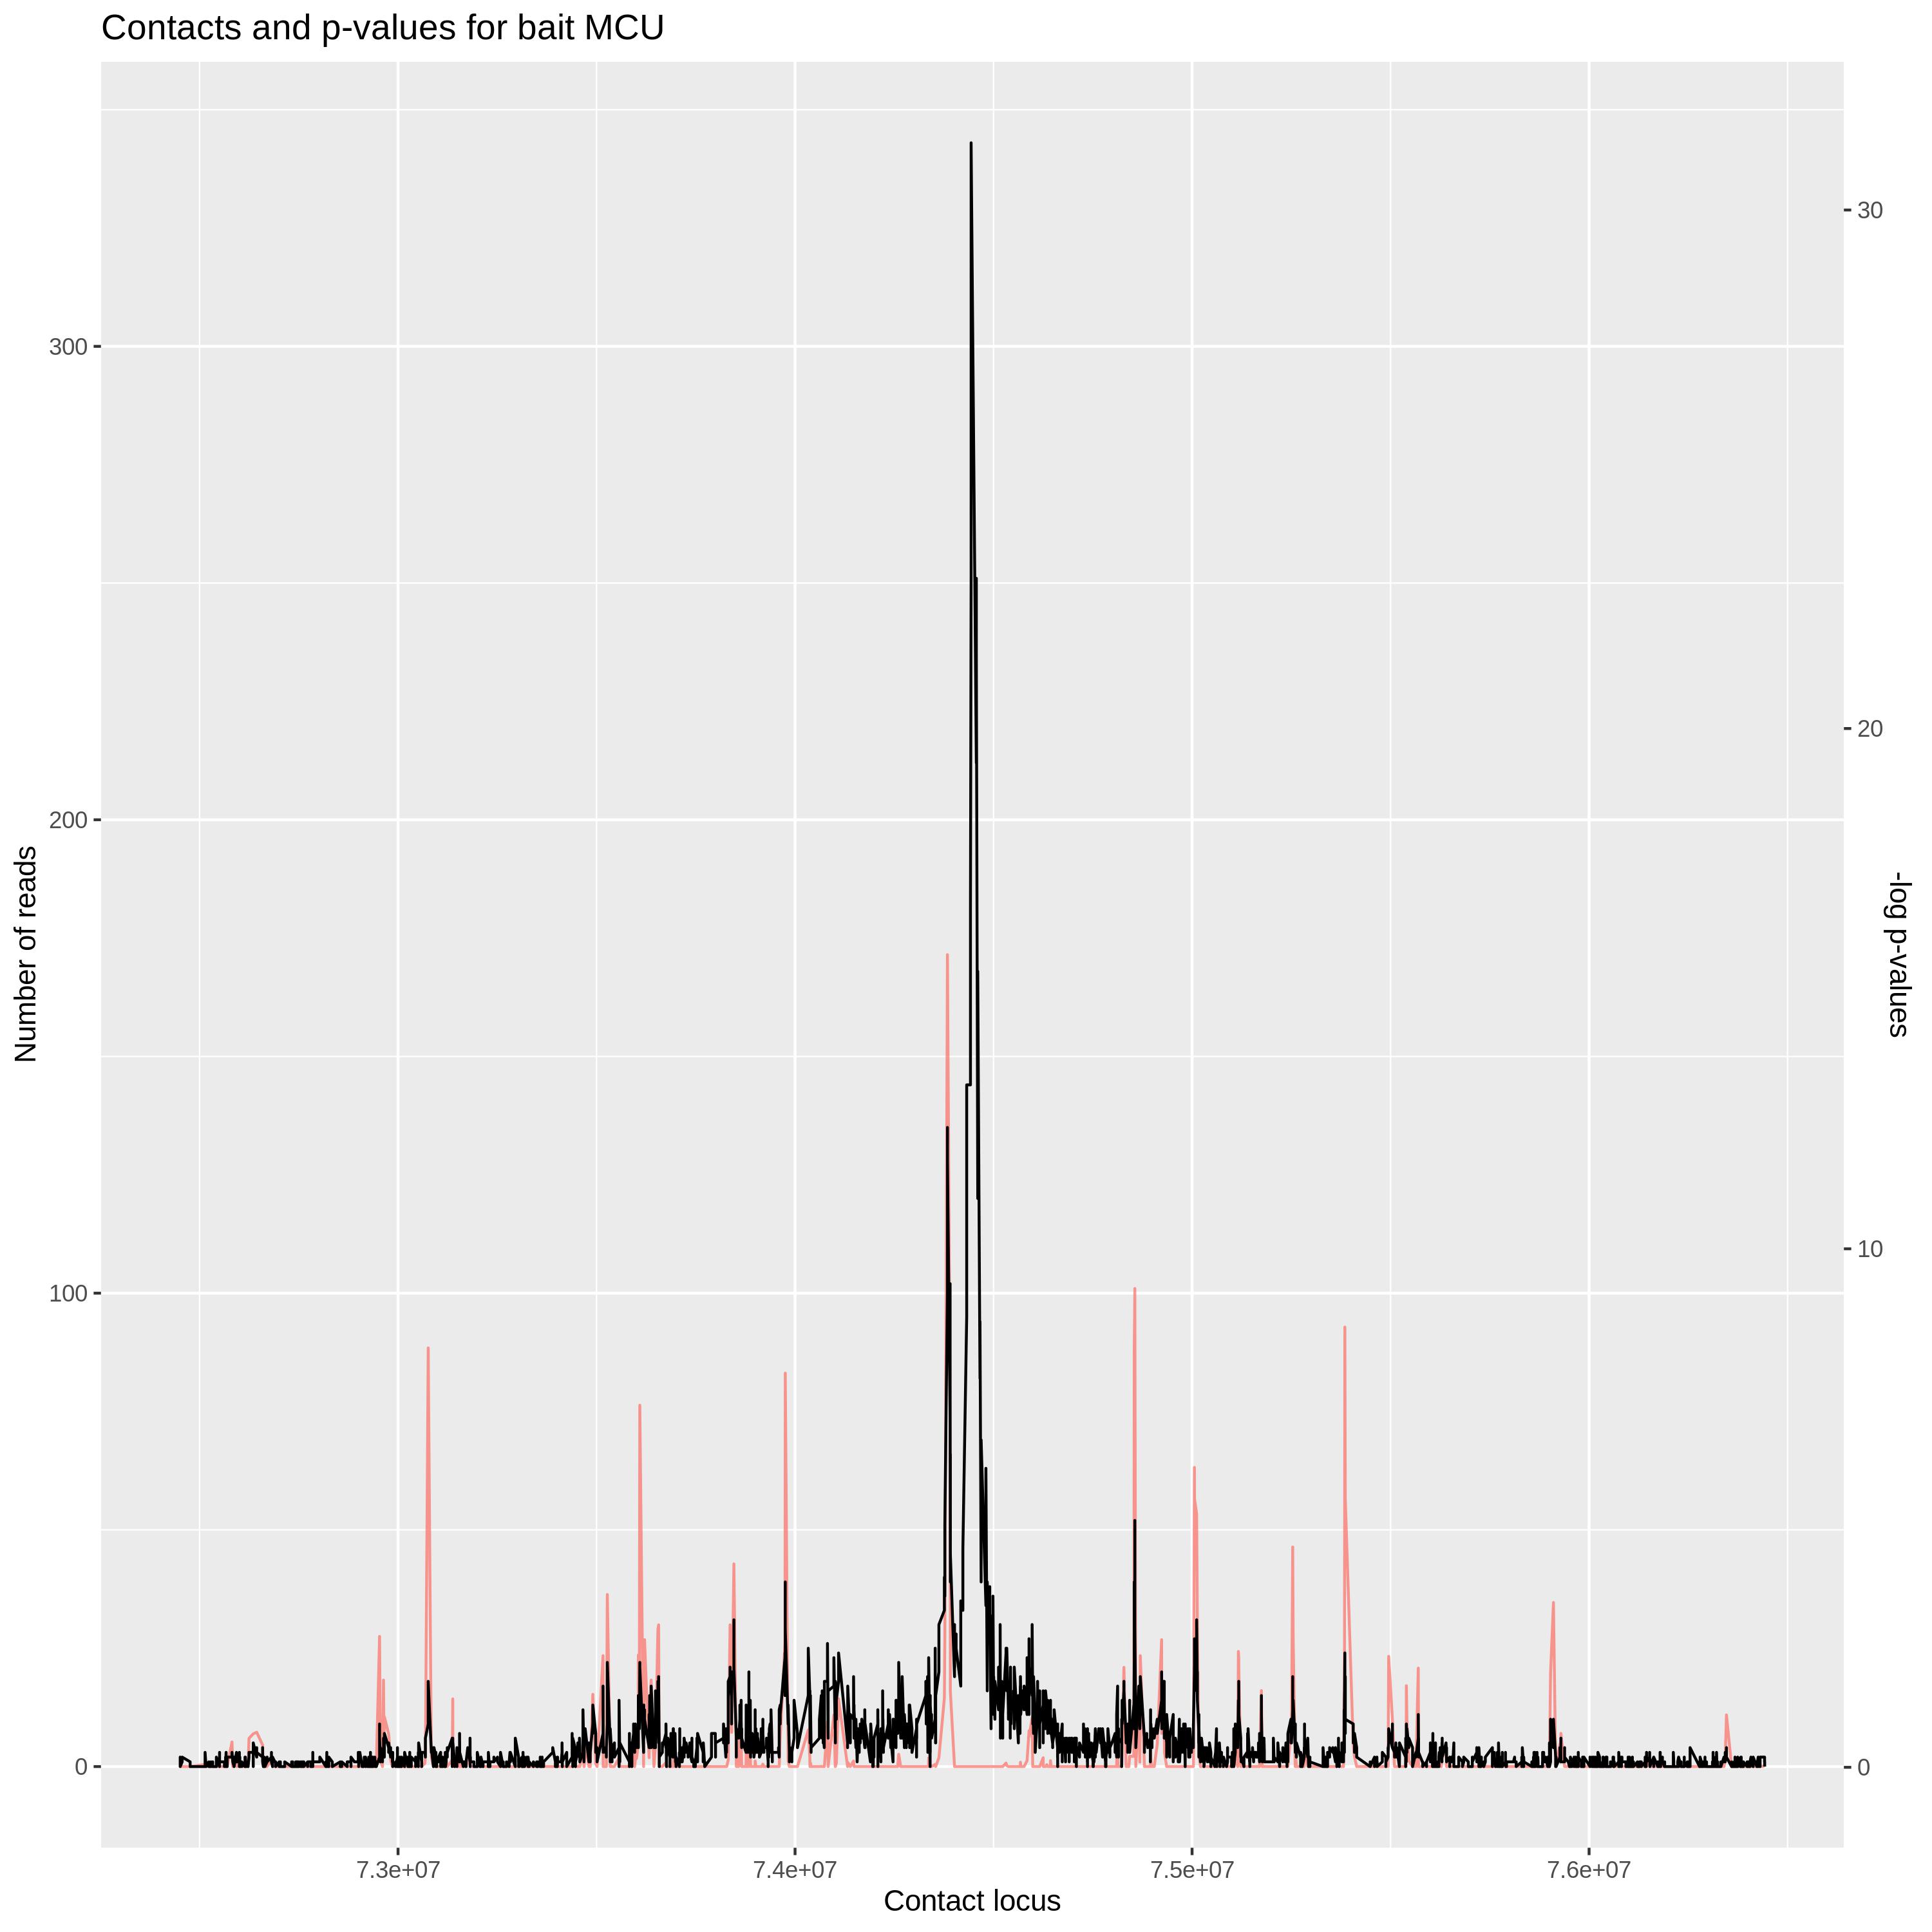 Contacts and p-values for bait MCU
300
200
100
0
Number of reads
30
20
10
0
-log p-values
7.3e+07
7.4e+07
7.5e+07
7.6e+07
Contact locus